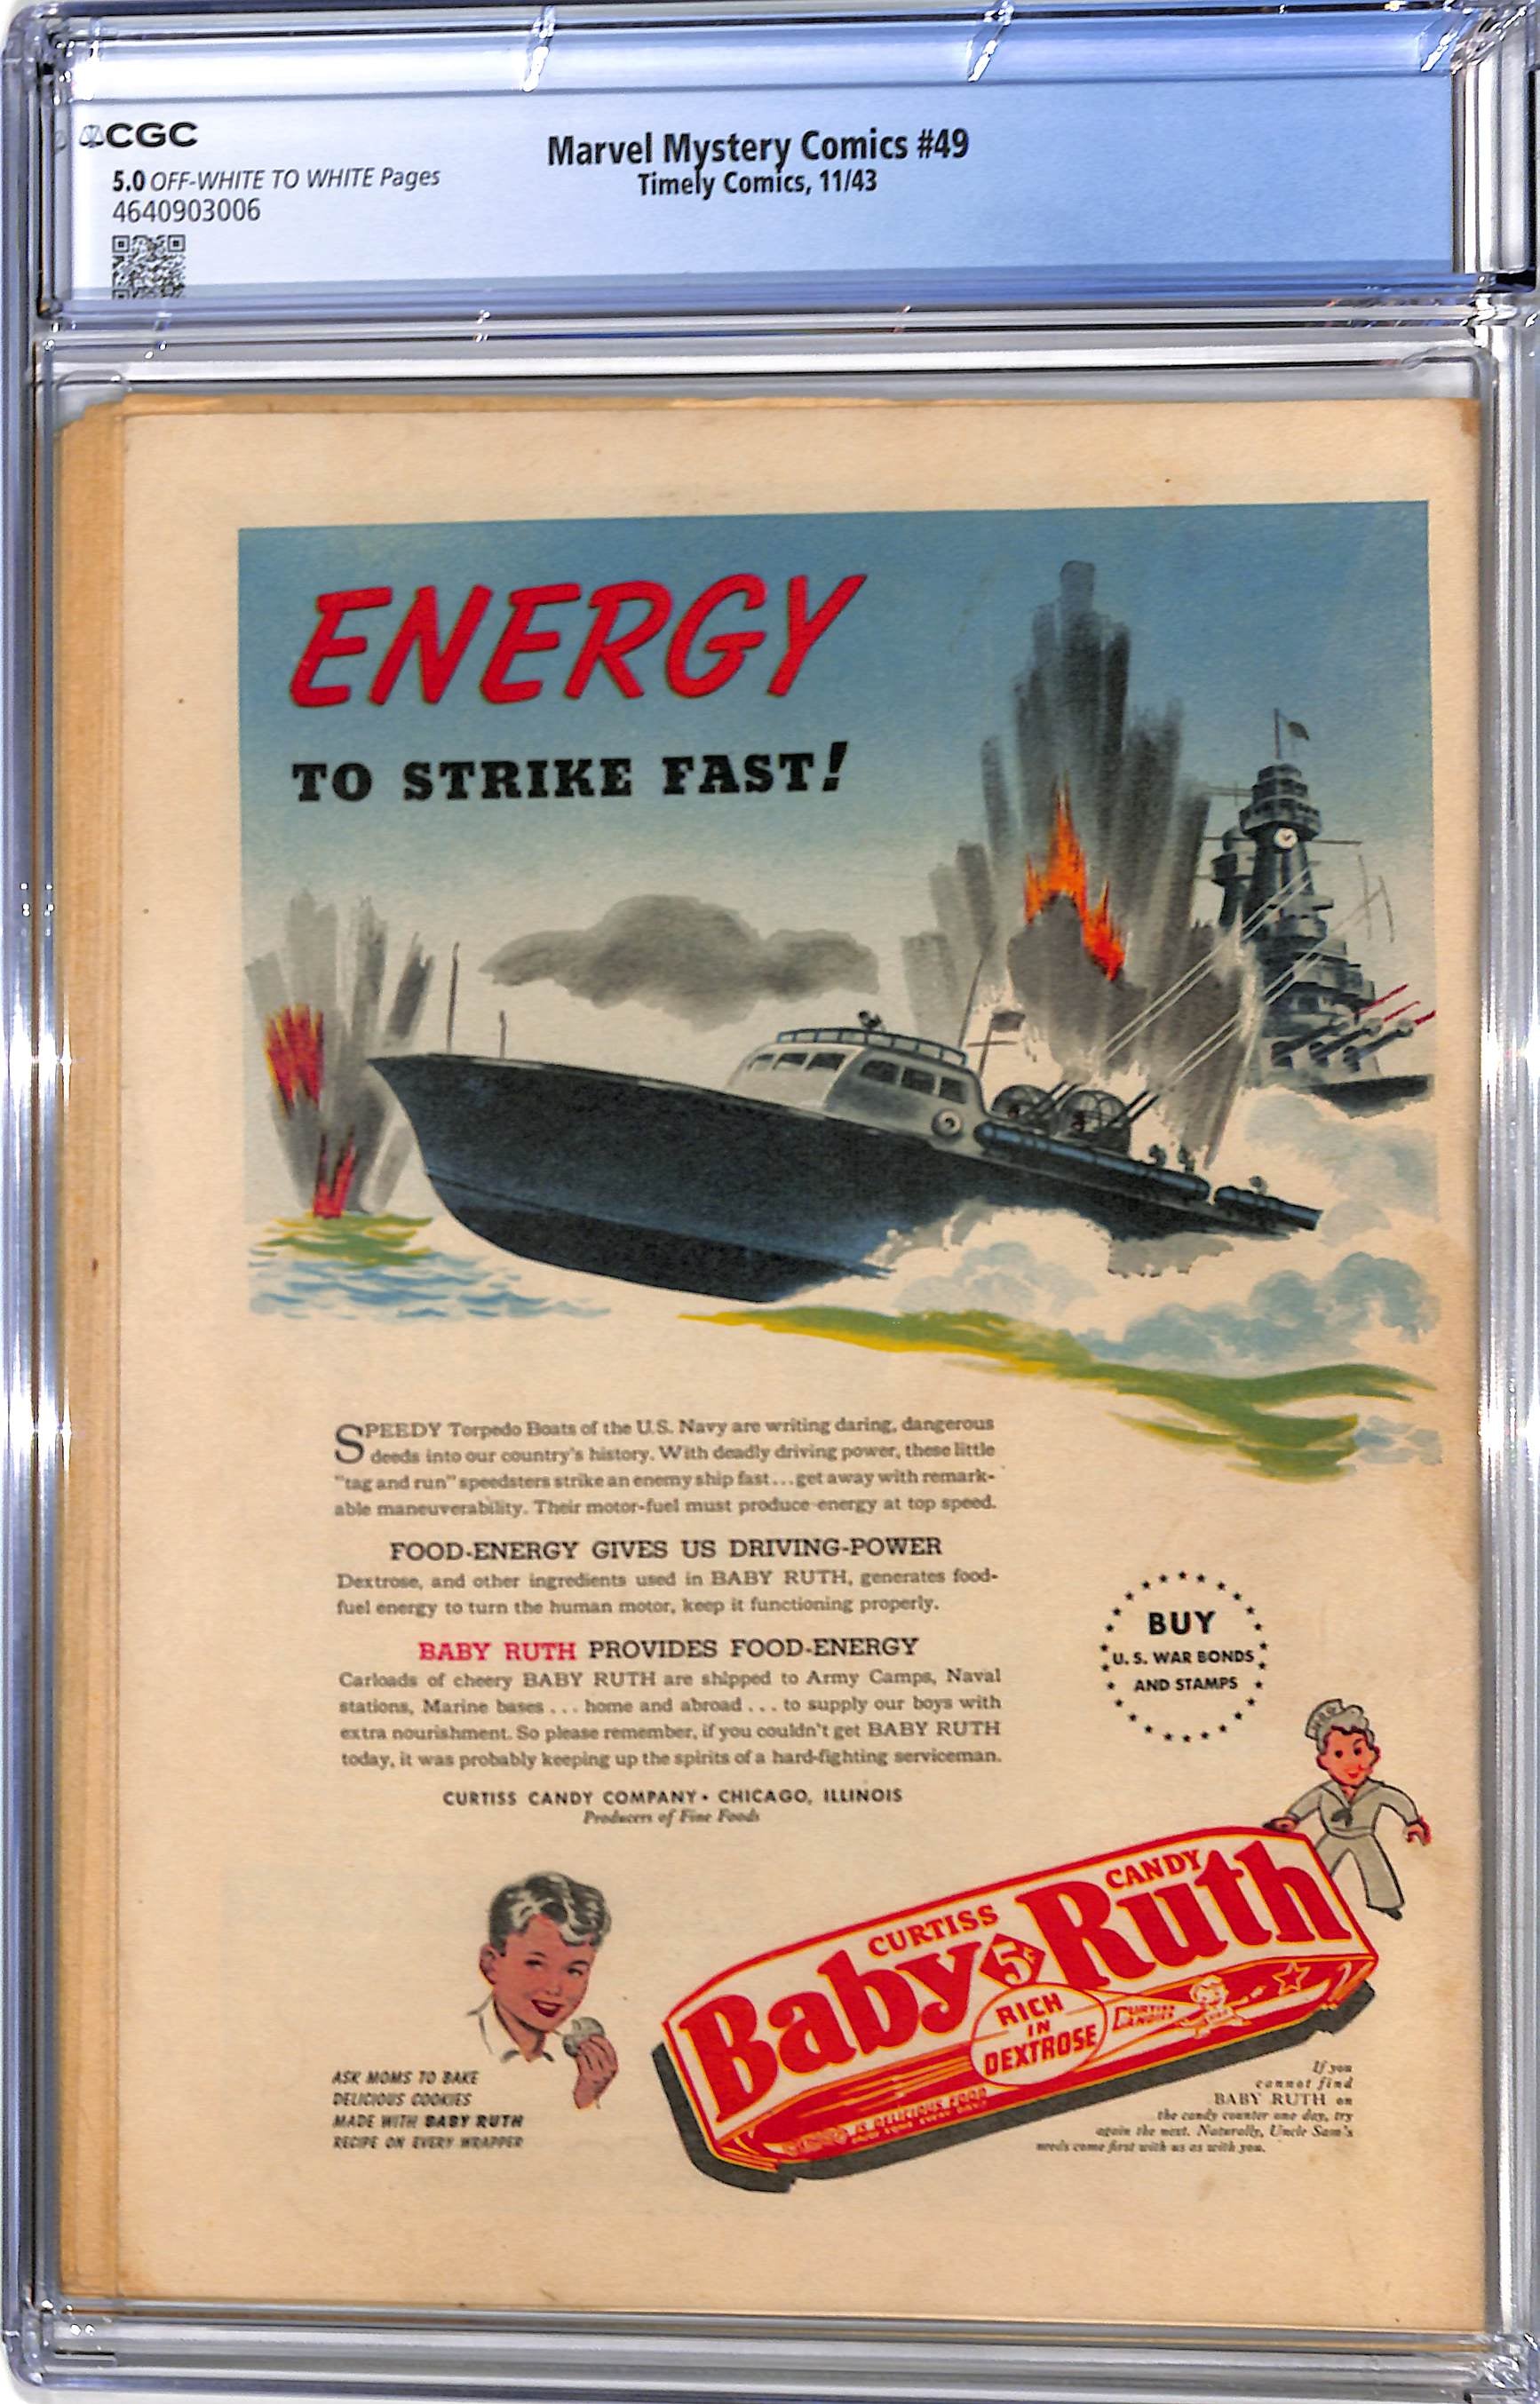 CGC
5.0 OFF-WHITE TO WHITE Pages
4640903006
Marvel Mystery Comics #49
Timely Comics, 11/43
ENERGY
TO STRIKE FAST!
SPEEDY Torpedo Boats of the U.S. Navy are writing daring, dangerous
deeds into our country's history. With deadly driving power, these little
"tag and run" speedsters strike an enemy ship fast...get away with remark-
able maneuverability. Their motor-fuel must produce energy at top speed.
FOOD-ENERGY GIVES US DRIVING-POWER
Dextrose, and other ingredients used in BABY RUTH, generates food-
fuel energy to turn the human motor, keep it functioning properly.
BABY RUTH PROVIDES FOOD-ENERGY
Carloads of cheery BABY RUTH are shipped to Army Camps, Naval
stations, Marine bases ... home and abroad ... to supply our boys with
extra nourishment. So please remember, if you couldn't get BABY RUTH
today, it was probably keeping up the spirits of a hard-fighting serviceman.
CURTISS CANDY COMPANY • CHICAGO, ILLINOIS
Producers of Fine Foods
BUY
U. S. WAR BONDS
AND STAMPS
CURTISS CANDY
Baby 5¢ Ruth
RICH
IN
DEXTROSE
CURTISS
CANDIES
IS DELICIOUS FOOD
ENJOY SOME EVERY DAY!
ASK MOMS TO BAKE
DELICIOUS COOKIES
MADE WITH BABY RUTH
RECIPE ON EVERY WRAPPER
If you
cannot find
BABY RUTH on
the candy counter one day, try
again the next. Naturally, Uncle Sam's
needs come first with us as with you.